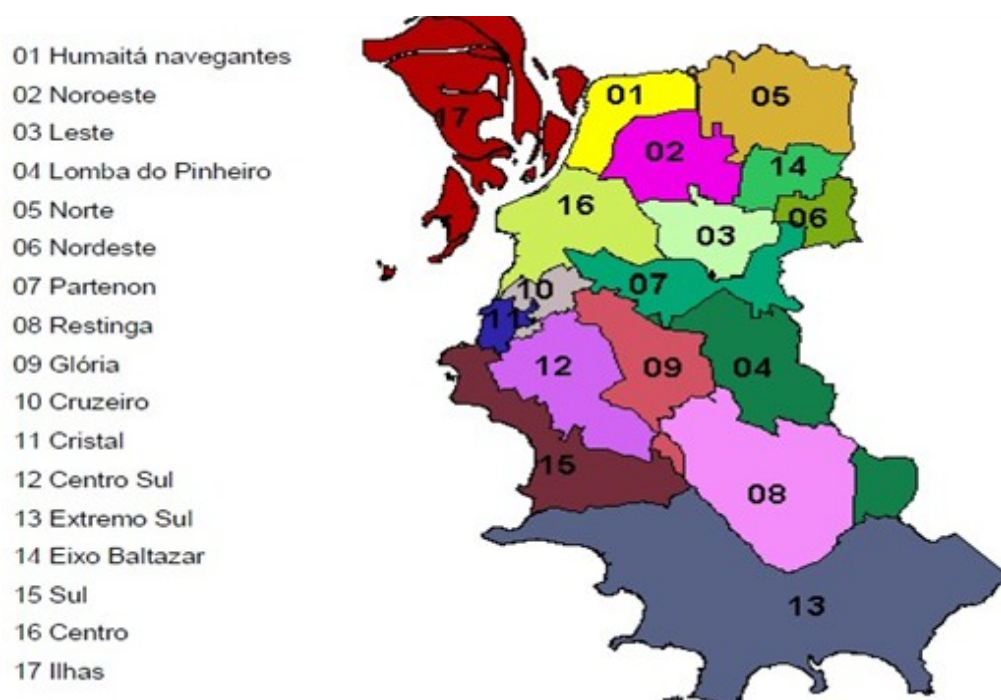 01 Humaitá navegantes
02 Noroeste
03 Leste
04 Lomba do Pinheiro
05 Norte
06 Nordeste
07 Partenon
08 Restinga
09 Glória
10 Cruzeiro
11 Cristal
12 Centro Sul
13 Extremo Sul
14 Eixo Baltazar
15 Sul
16 Centro
17 Ilhas
01
05
17
02
14
16
06
03
07
10
11
12
09
04
15
08
13